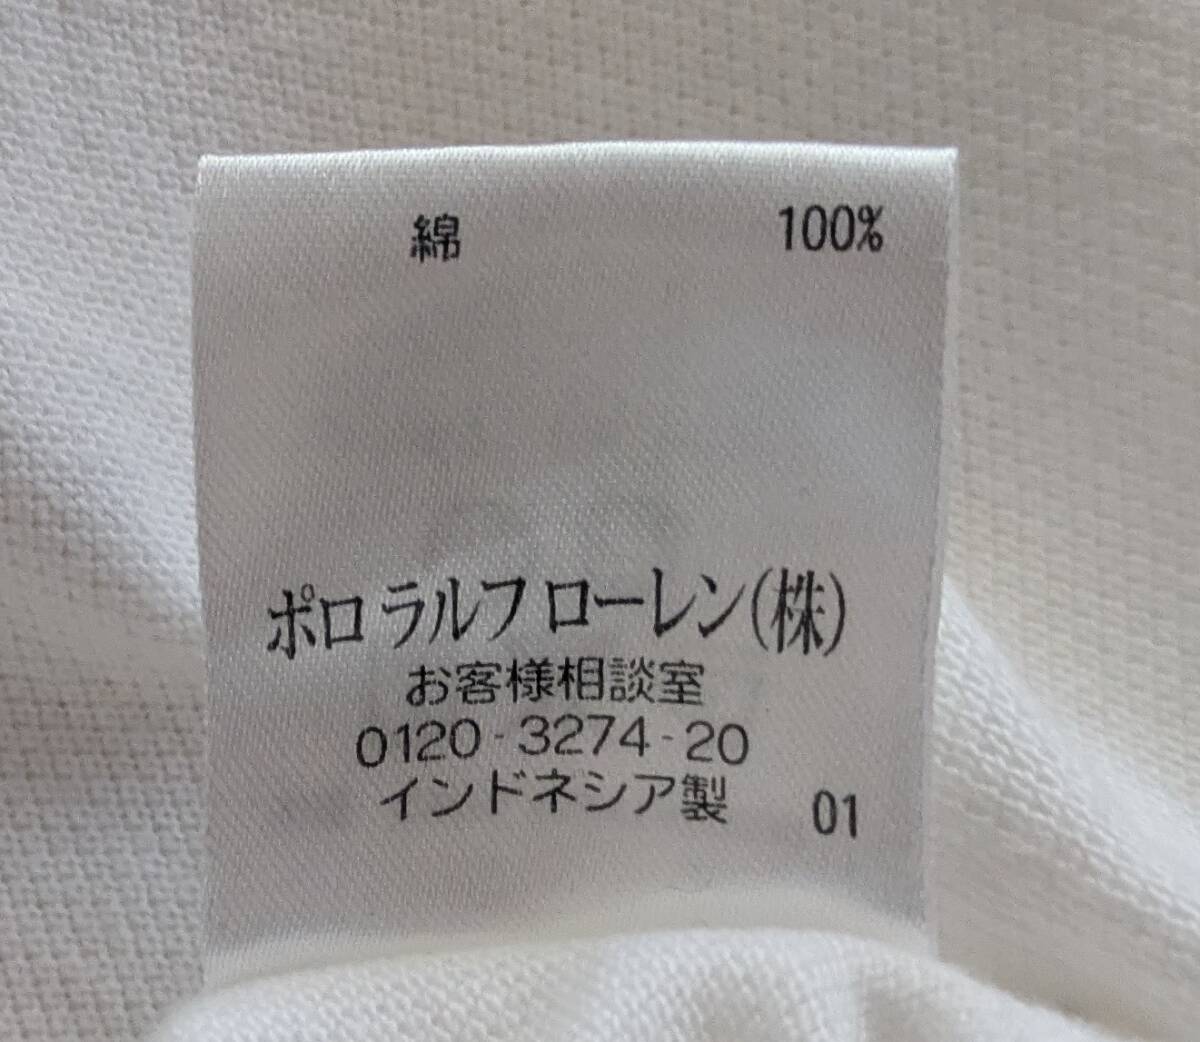 綿 100%
ポロ ラルフ ローレン(株)
お客様相談室
0120-3274-20
インドネシア製 01